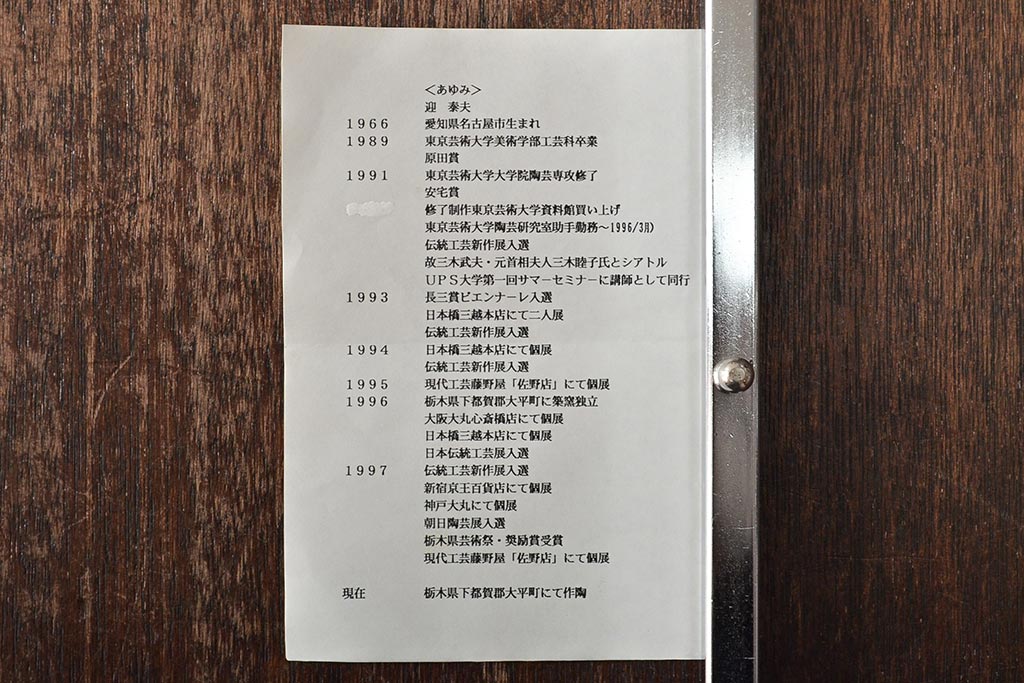 ＜あゆみ＞
迎　泰夫
１９６６　愛知県名古屋市生まれ
１９８９　東京芸術大学美術学部工芸科卒業
原田賞
１９９１　東京芸術大学大学院陶芸専攻修了
安宅賞
修了制作東京芸術大学資料館買い上げ
東京芸術大学陶芸研究室助手勤務～1996/3月)
伝統工芸新作展入選
故三木武夫・元首相夫人三木睦子氏とシアトル
ＵＰＳ大学第一回サマーセミナーに講師として同行
１９９３　長三賞ビエンナーレ入選
日本橋三越本店にて二人展
伝統工芸新作展入選
１９９４　日本橋三越本店にて個展
伝統工芸新作展入選
１９９５　現代工芸藤野屋「佐野店」にて個展
１９９６　栃木県下都賀郡大平町に築窯独立
大阪大丸心斎橋店にて個展
日本橋三越本店にて個展
日本伝統工芸展入選
１９９７　伝統工芸新作展入選
新宿京王百貨店にて個展
神戸大丸にて個展
朝日陶芸展入選
栃木県芸術祭・奨励賞受賞
現代工芸藤野屋「佐野店」にて個展
現在　栃木県下都賀郡大平町にて作陶